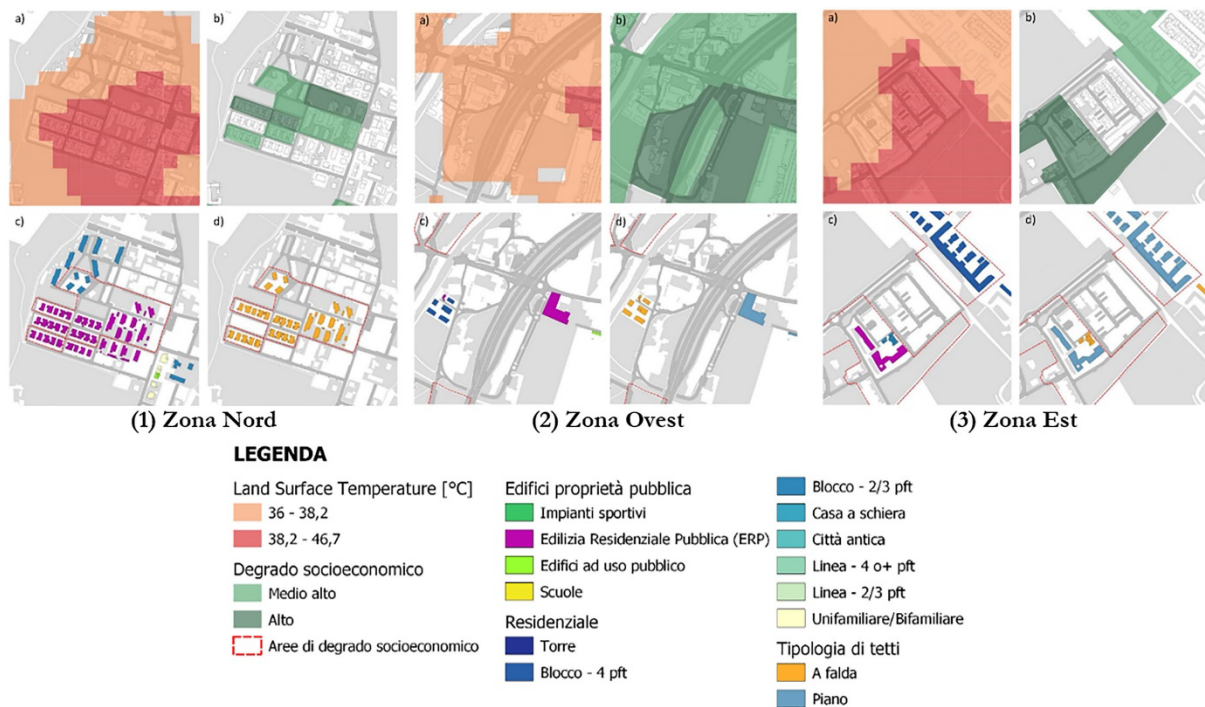 a)
b)
a)
b)
a)
b)
c)
d)
c)
d)
c)
d)
(1) Zona Nord
(2) Zona Ovest
(3) Zona Est
LEGENDA
Land Surface Temperature [°C]
36 - 38,2
38,2 - 46,7
Degrado socioeconomico
Medio alto
Alto
Aree di degrado socioeconomico
Edifici proprietà pubblica
Impianti sportivi
Edilizia Residenziale Pubblica (ERP)
Edifici ad uso pubblico
Scuole
Residenziale
Torre
Blocco - 4 pft
Blocco - 2/3 pft
Casa a schiera
Città antica
Linea - 4 o+ pft
Linea - 2/3 pft
Unifamiliare/Bifamiliare
Tipologia di tetti
A falda
Piano